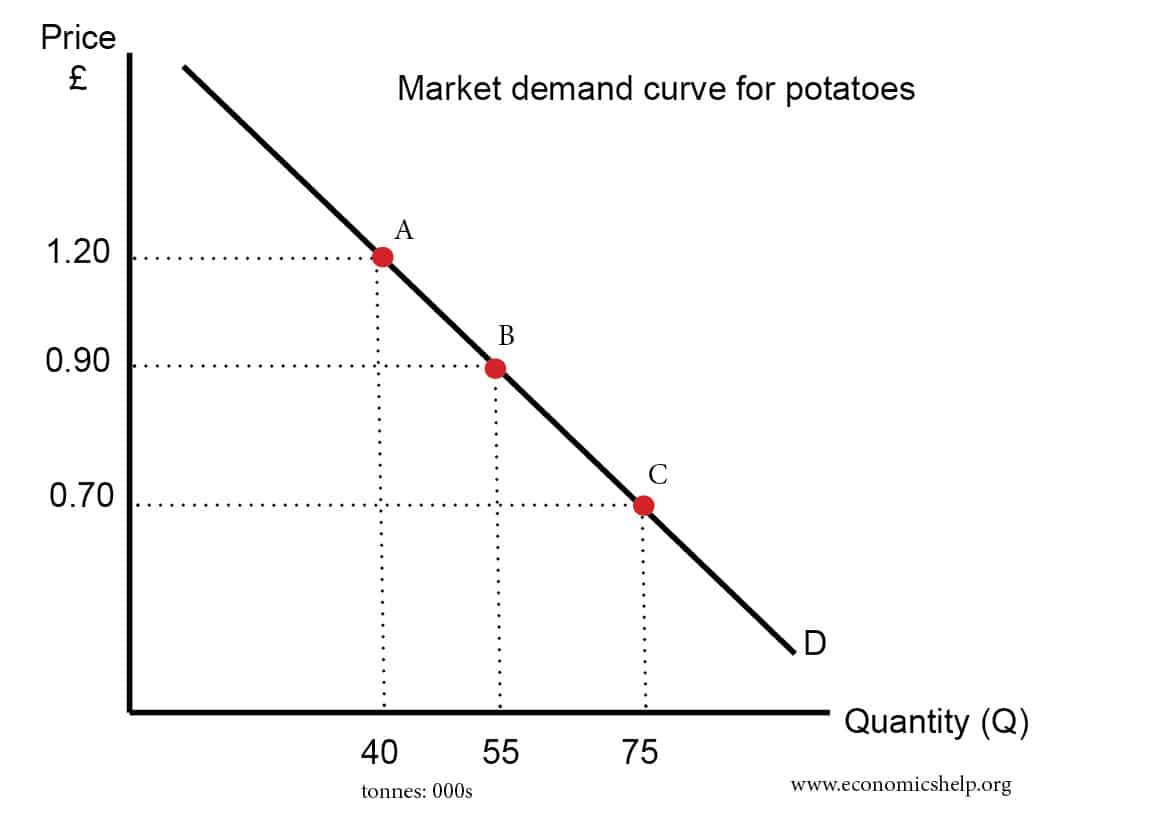 Price
£
Market demand curve for potatoes
A
1.20
B
0.90
C
0.70
D
Quantity (Q)
40 55 75
tonnes: 000s
www.economicshelp.org